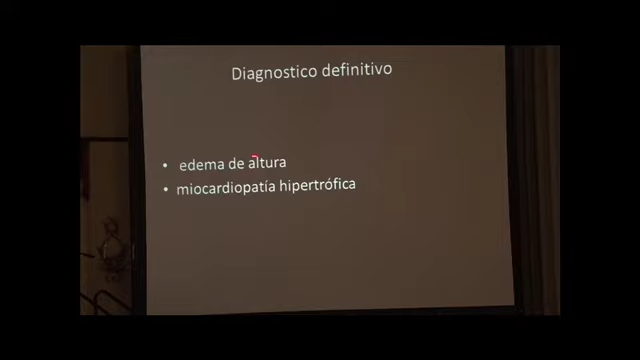 Diagnostico definitivo
• edema de altura
• miocardiopatía hipertrófica